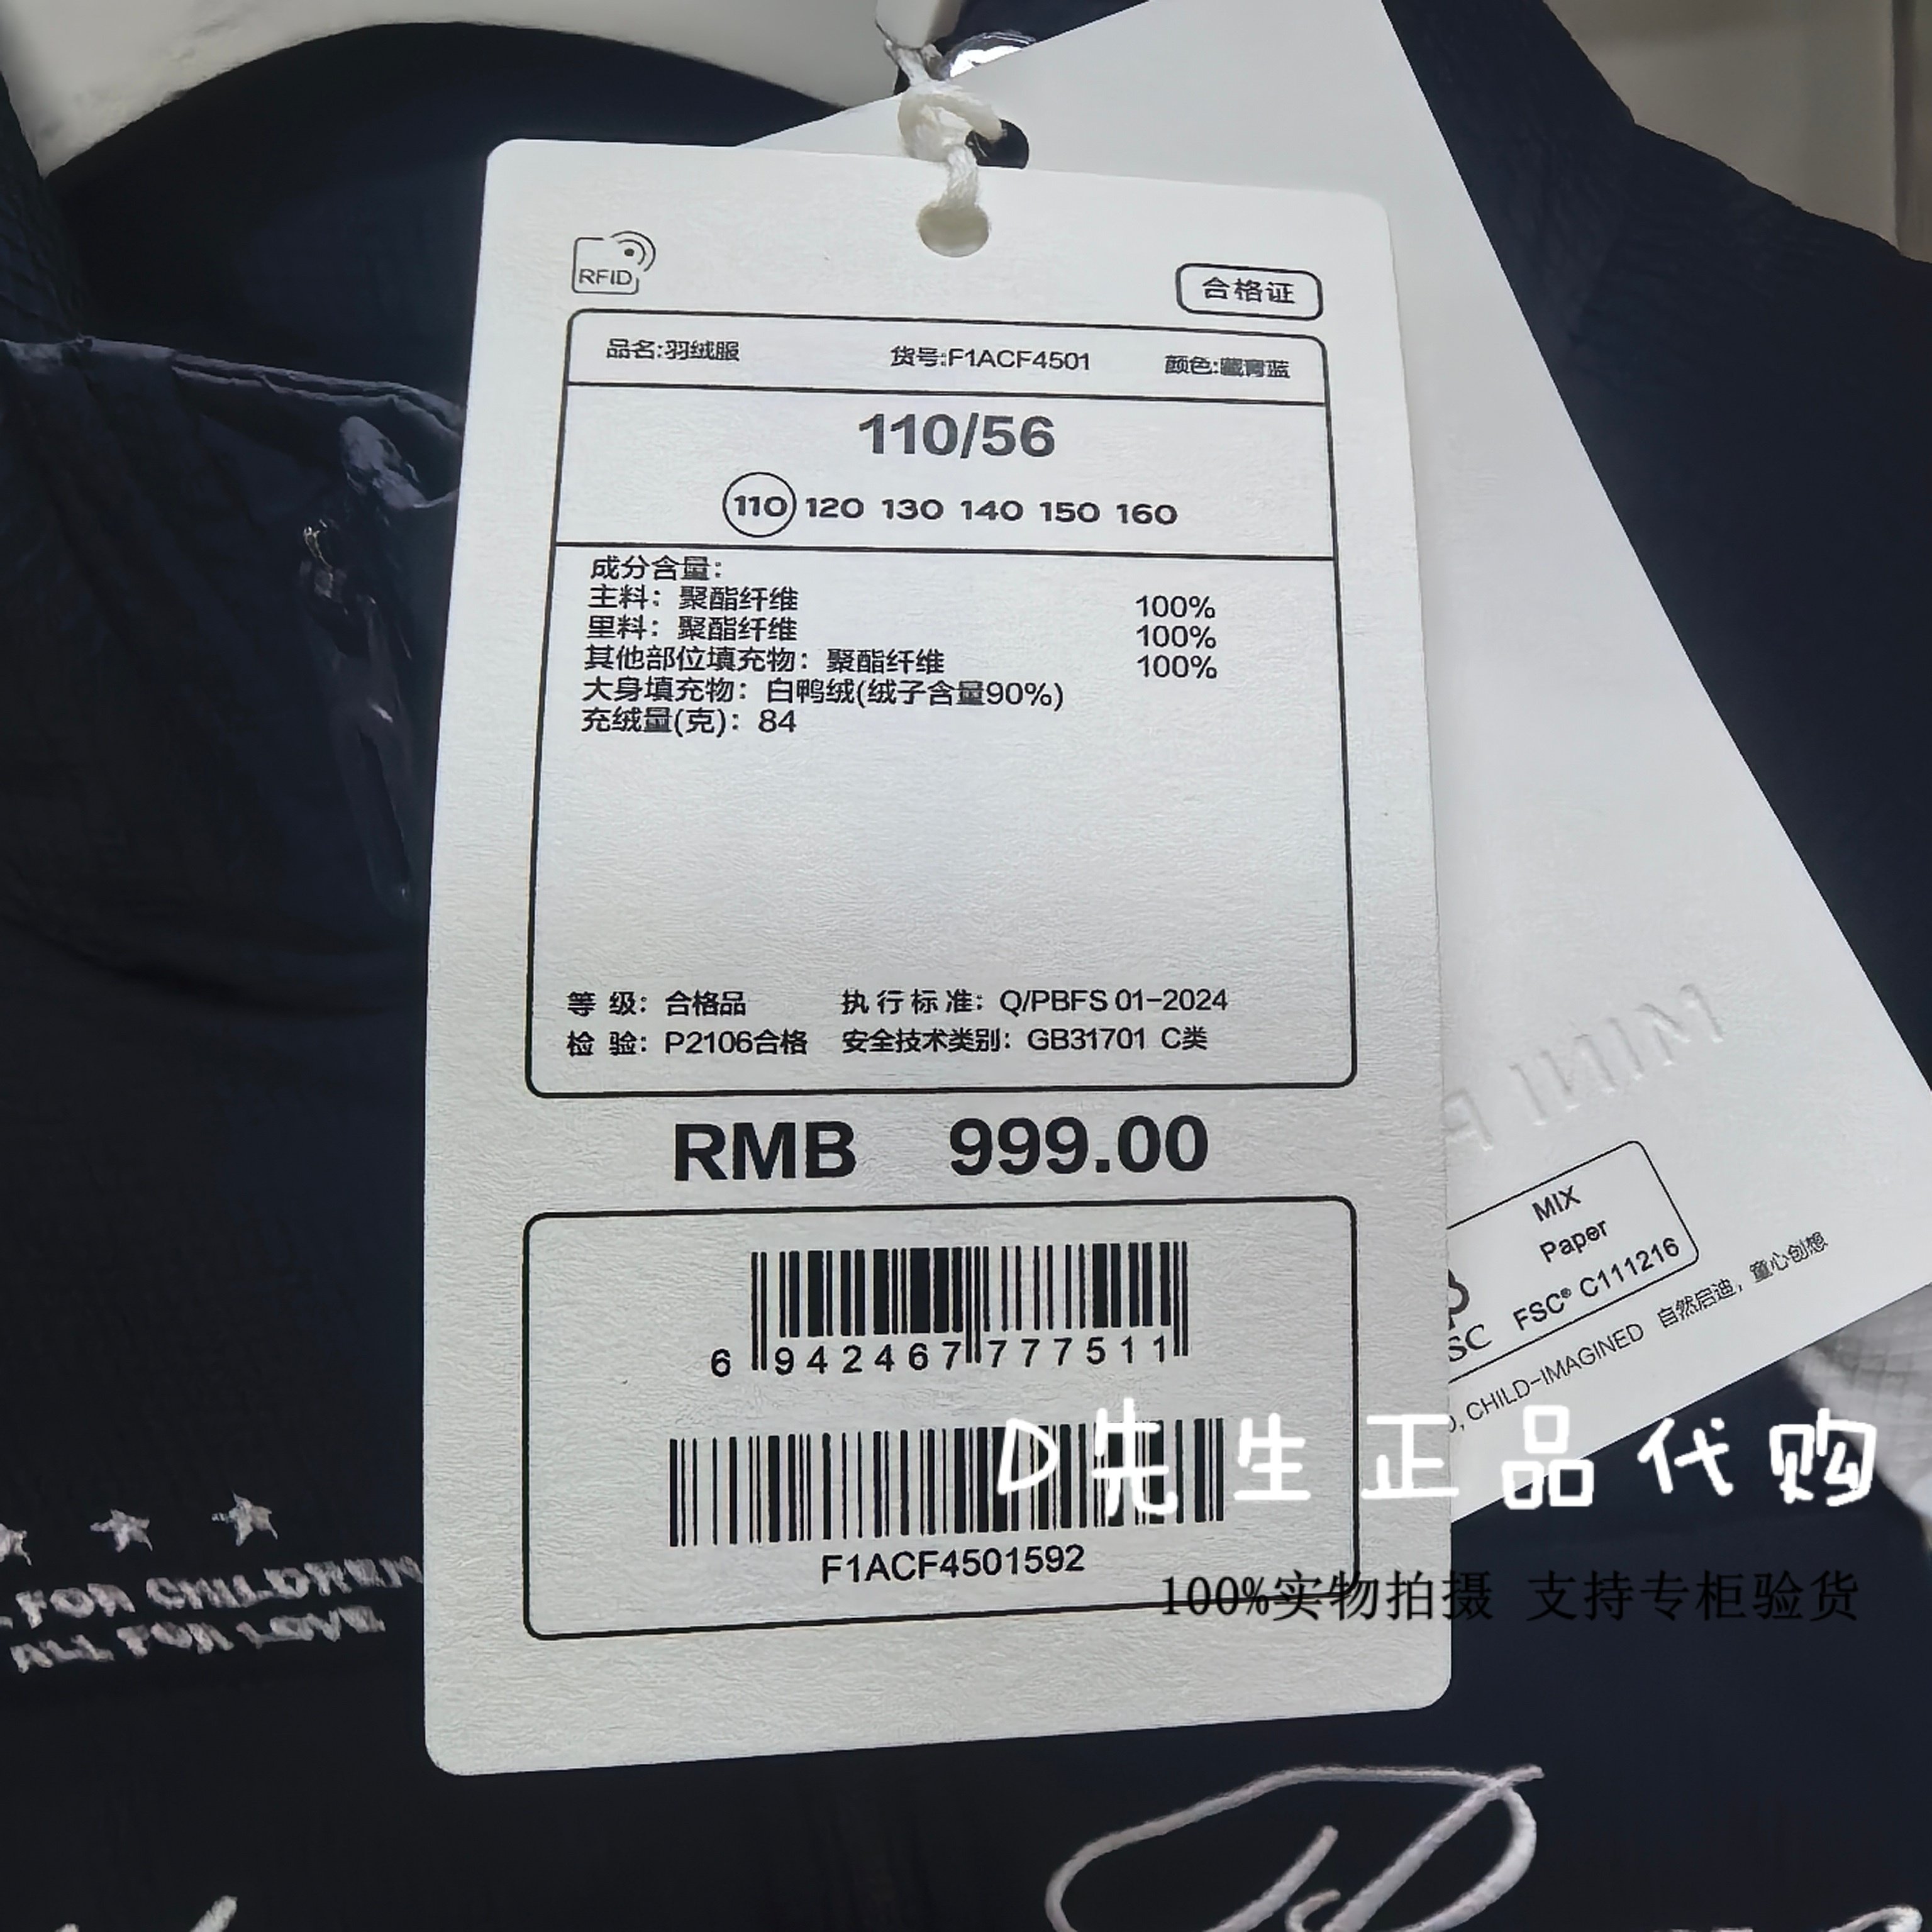 RFID
合格证
品名:羽绒服 货号:F1ACF4501 颜色:藏青蓝
110/56
110 120 130 140 150 160
成分含量：
主料：聚酯纤维 100%
里料：聚酯纤维 100%
其他部位填充物：聚酯纤维 100%
大身填充物：白鸭绒(绒子含量90%)
充绒量(克)：84
等 级：合格品 执行标准：Q/PBFS 01-2024
检 验：P2106合格 安全技术类别：GB31701 C类
RMB 999.00
6 942467 777511
F1ACF4501592
MINI P
MIX
Paper
FSC® C111216
SC
, CHILD-IMAGINED 自然启迪，童心创想
D先生正品代购
100%实物拍摄 支持专柜验货
FOR CHILDREN
ALL FOR LOVE